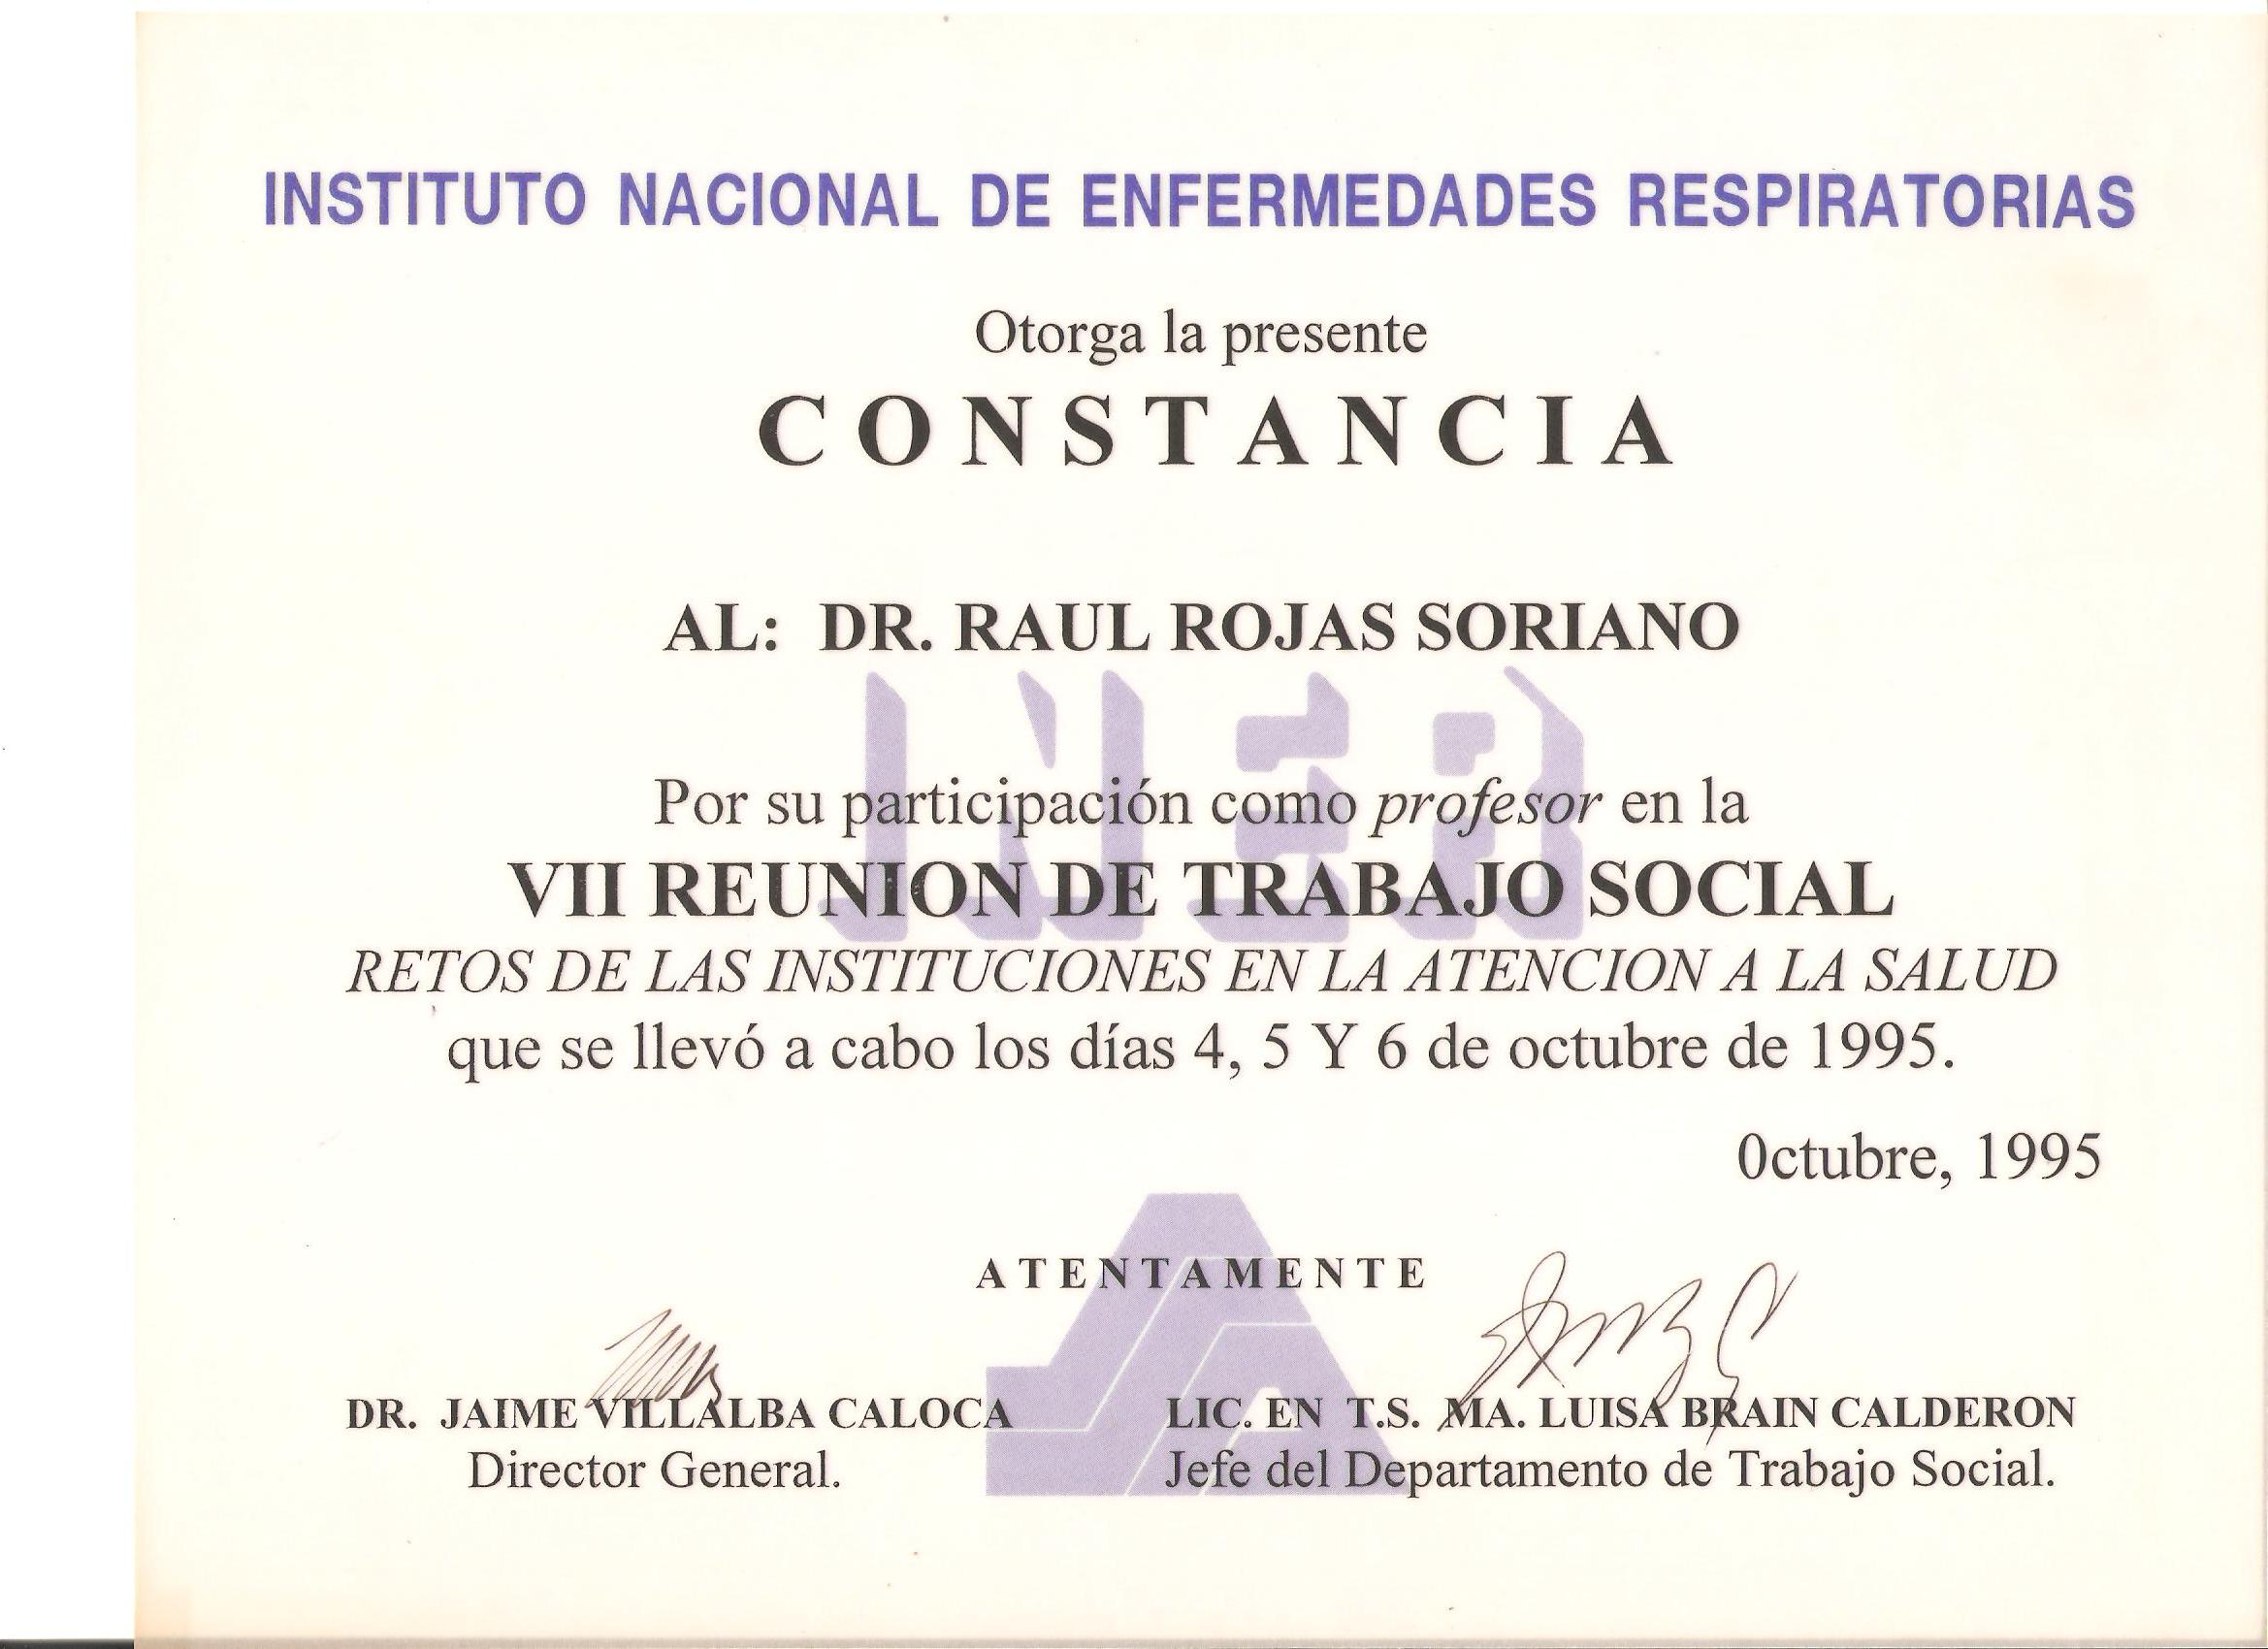 INSTITUTO NACIONAL DE ENFERMEDADES RESPIRATORIAS
Otorga la presente
CONSTANCIA
AL: DR. RAUL ROJAS SORIANO
INER
Por su participación como profesor en la
VII REUNION DE TRABAJO SOCIAL
RETOS DE LAS INSTITUCIONES EN LA ATENCION A LA SALUD
que se llevó a cabo los días 4, 5 Y 6 de octubre de 1995.
0ctubre, 1995
ATENTAMENTE
DR. JAIME VILLALBA CALOCA
Director General.
LIC. EN T.S. MA. LUISA BRAIN CALDERON
Jefe del Departamento de Trabajo Social.